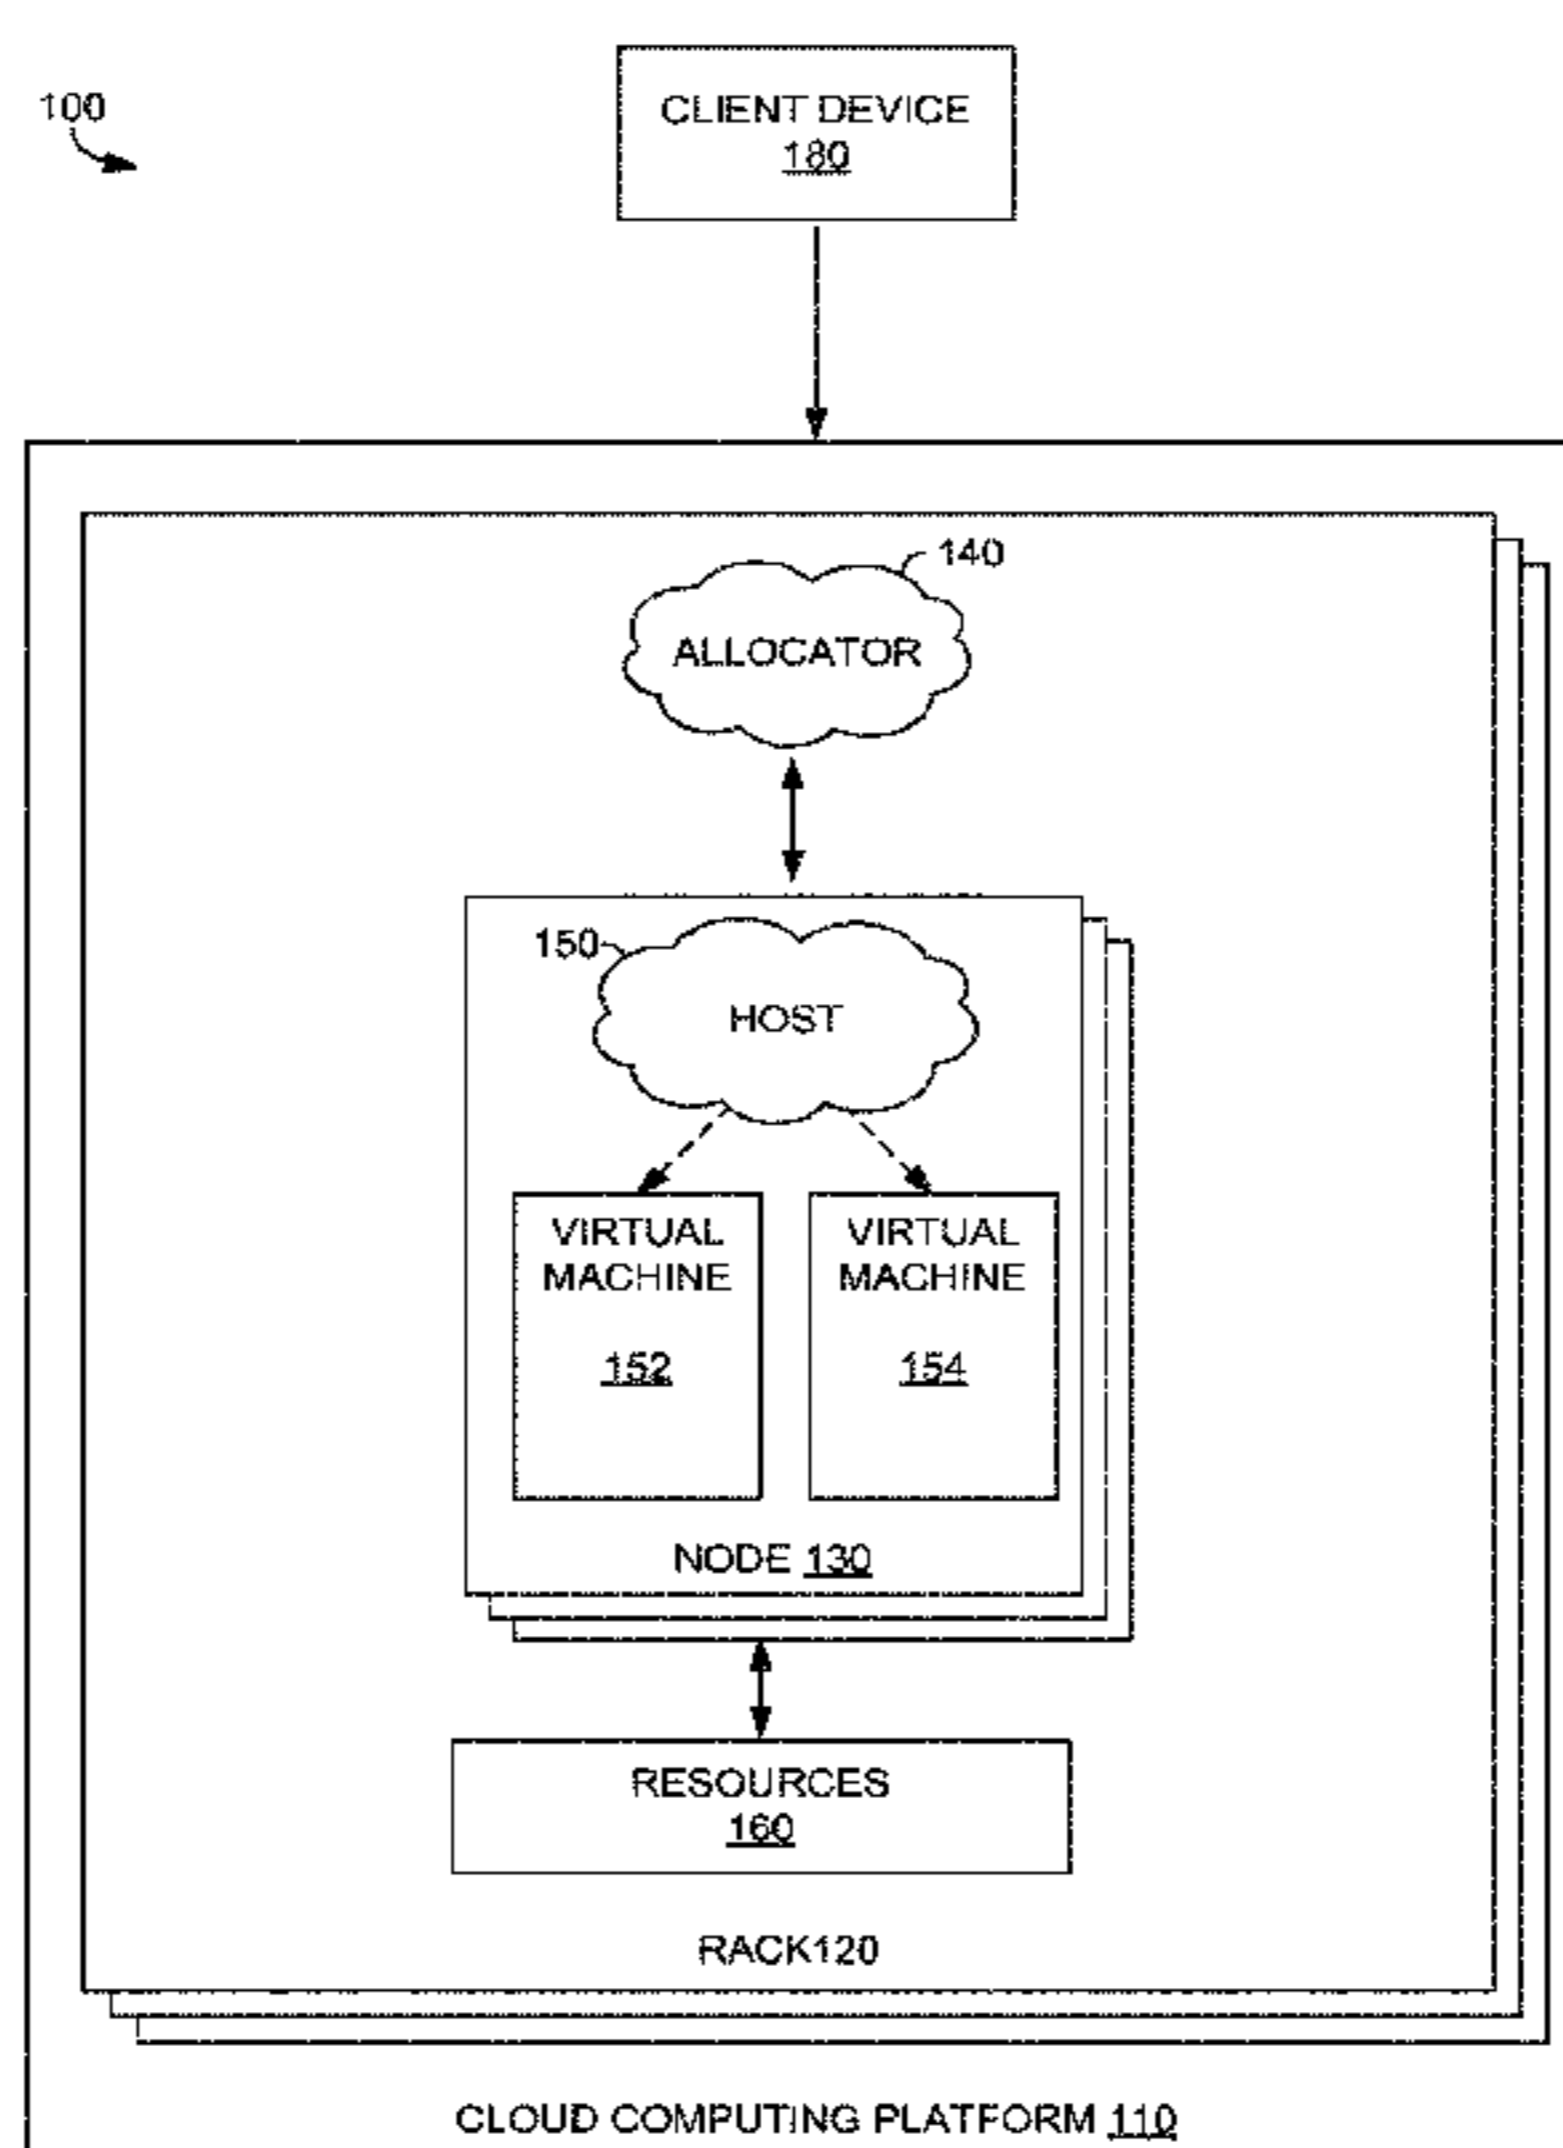 100
CLIENT DEVICE
180
140
ALLOCATOR
150
HOST
VIRTUAL
MACHINE
152
VIRTUAL
MACHINE
154
NODE 130
RESOURCES
160
RACK120
CLOUD COMPUTING PLATFORM 110